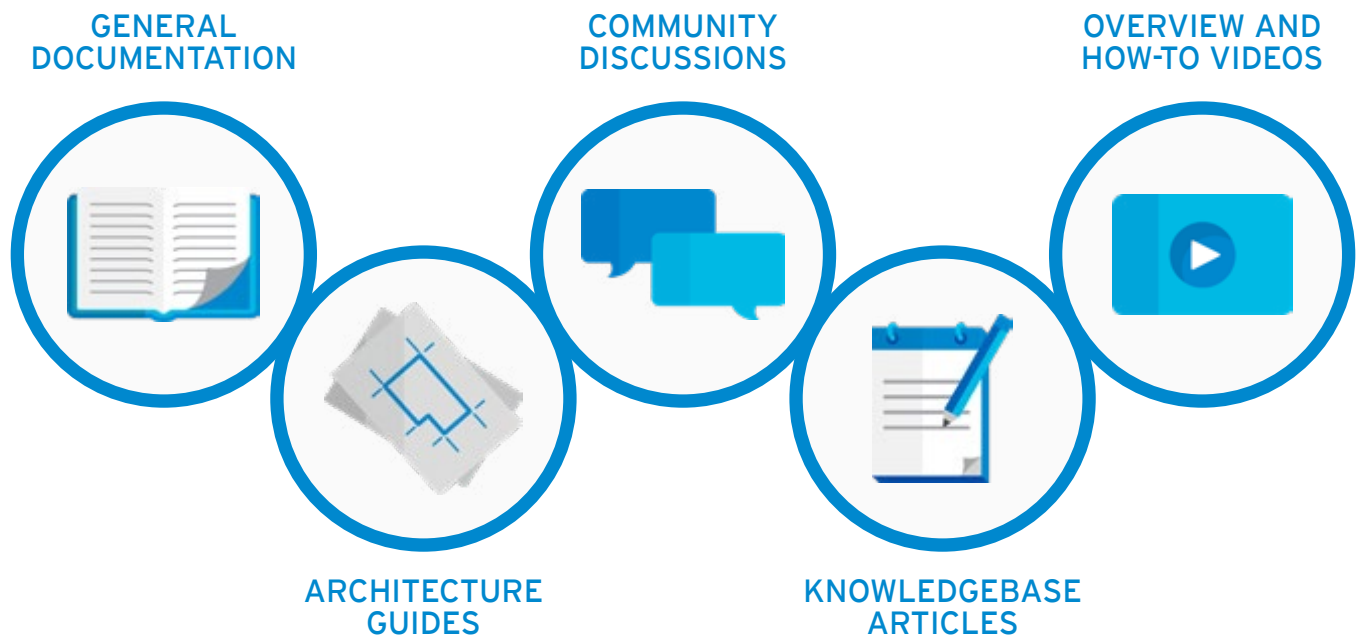 GENERAL
DOCUMENTATION
COMMUNITY
DISCUSSIONS
OVERVIEW AND
HOW-TO VIDEOS
ARCHITECTURE
GUIDES
KNOWLEDGEBASE
ARTICLES